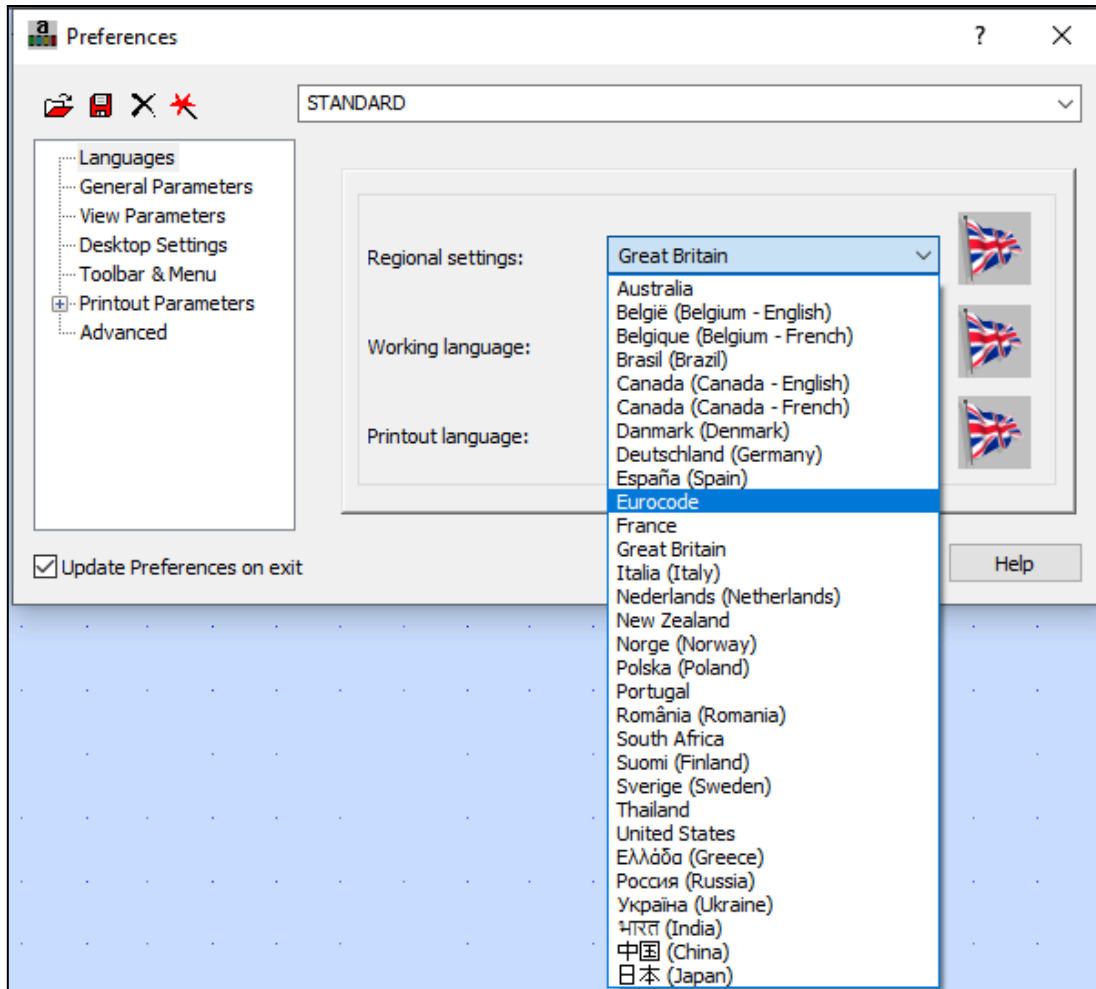 Preferences
?
STANDARD
Languages
General Parameters
View Parameters
Desktop Settings
Toolbar & Menu
Printout Parameters
Advanced
Regional settings:
Great Britain
Working language:
Printout language:
Australia
België (Belgium - English)
Belgique (Belgium - French)
Brasil (Brazil)
Canada (Canada - English)
Canada (Canada - French)
Danmark (Denmark)
Deutschland (Germany)
España (Spain)
Eurocode
France
Great Britain
Italia (Italy)
Nederlands (Netherlands)
New Zealand
Norge (Norway)
Polska (Poland)
Portugal
România (Romania)
South Africa
Suomi (Finland)
Sverige (Sweden)
Thailand
United States
Ελλάδα (Greece)
Россия (Russia)
Україна (Ukraine)
भारत (India)
中国 (China)
日本 (Japan)
Update Preferences on exit
Help